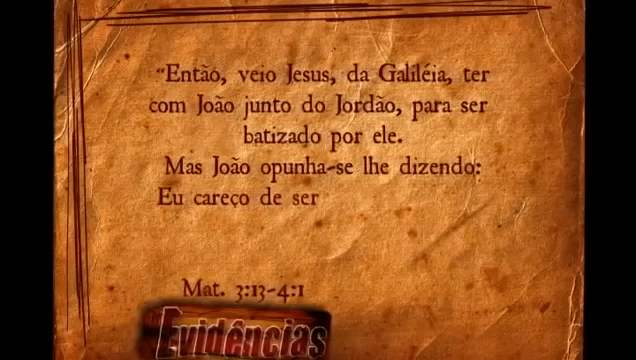 “Então, veio Jesus, da Galiléia, ter
com João junto do Jordão, para ser
batizado por ele.
Mas João opunha-se lhe dizendo:
Eu careço de ser
Mat. 3:13-4:1
Evidências